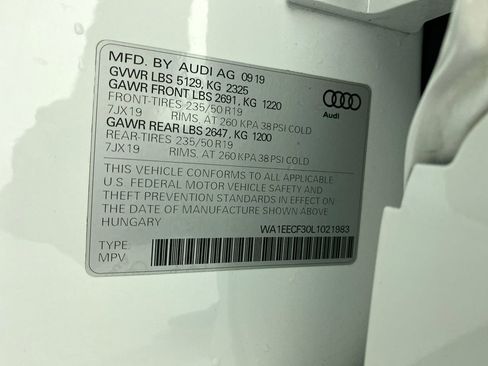 MFD. BY AUDI AG 09 19
GVWR LBS 5129, KG 2325
GAWR FRONT LBS 2691, KG 1220
FRONT-TIRES 235/50 R19
7JX19 RIMS, AT 260 KPA 38 PSI COLD
GAWR REAR LBS 2647, KG 1200
REAR-TIRES 235/50 R19
7JX19 RIMS, AT 260 KPA 38 PSI COLD
Audi
THIS VEHICLE CONFORMS TO ALL APPLICABLE
U.S. FEDERAL MOTOR VEHICLE SAFETY AND
THEFT PREVENTION STANDARDS IN EFFECT ON
THE DATE OF MANUFACTURE SHOWN ABOVE.
HUNGARY
WA1EECF30L1021983
TYPE:
MPV